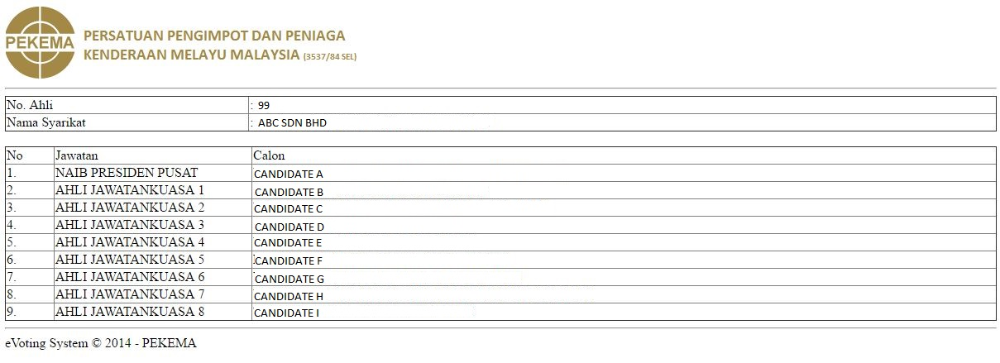 PEKEMA
PERSATUAN PENGIMPOT DAN PENIAGA
KENDERAAN MELAYU MALAYSIA (3537/84 SEL)
No. Ahli : 99
Nama Syarikat : ABC SDN BHD
No Jawatan Calon
1. NAIB PRESIDEN PUSAT CANDIDATE A
2. AHLI JAWATANKUASA 1 CANDIDATE B
3. AHLI JAWATANKUASA 2 CANDIDATE C
4. AHLI JAWATANKUASA 3 CANDIDATE D
5. AHLI JAWATANKUASA 4 CANDIDATE E
6. AHLI JAWATANKUASA 5 CANDIDATE F
7. AHLI JAWATANKUASA 6 CANDIDATE G
8. AHLI JAWATANKUASA 7 CANDIDATE H
9. AHLI JAWATANKUASA 8 CANDIDATE I
eVoting System © 2014 - PEKEMA